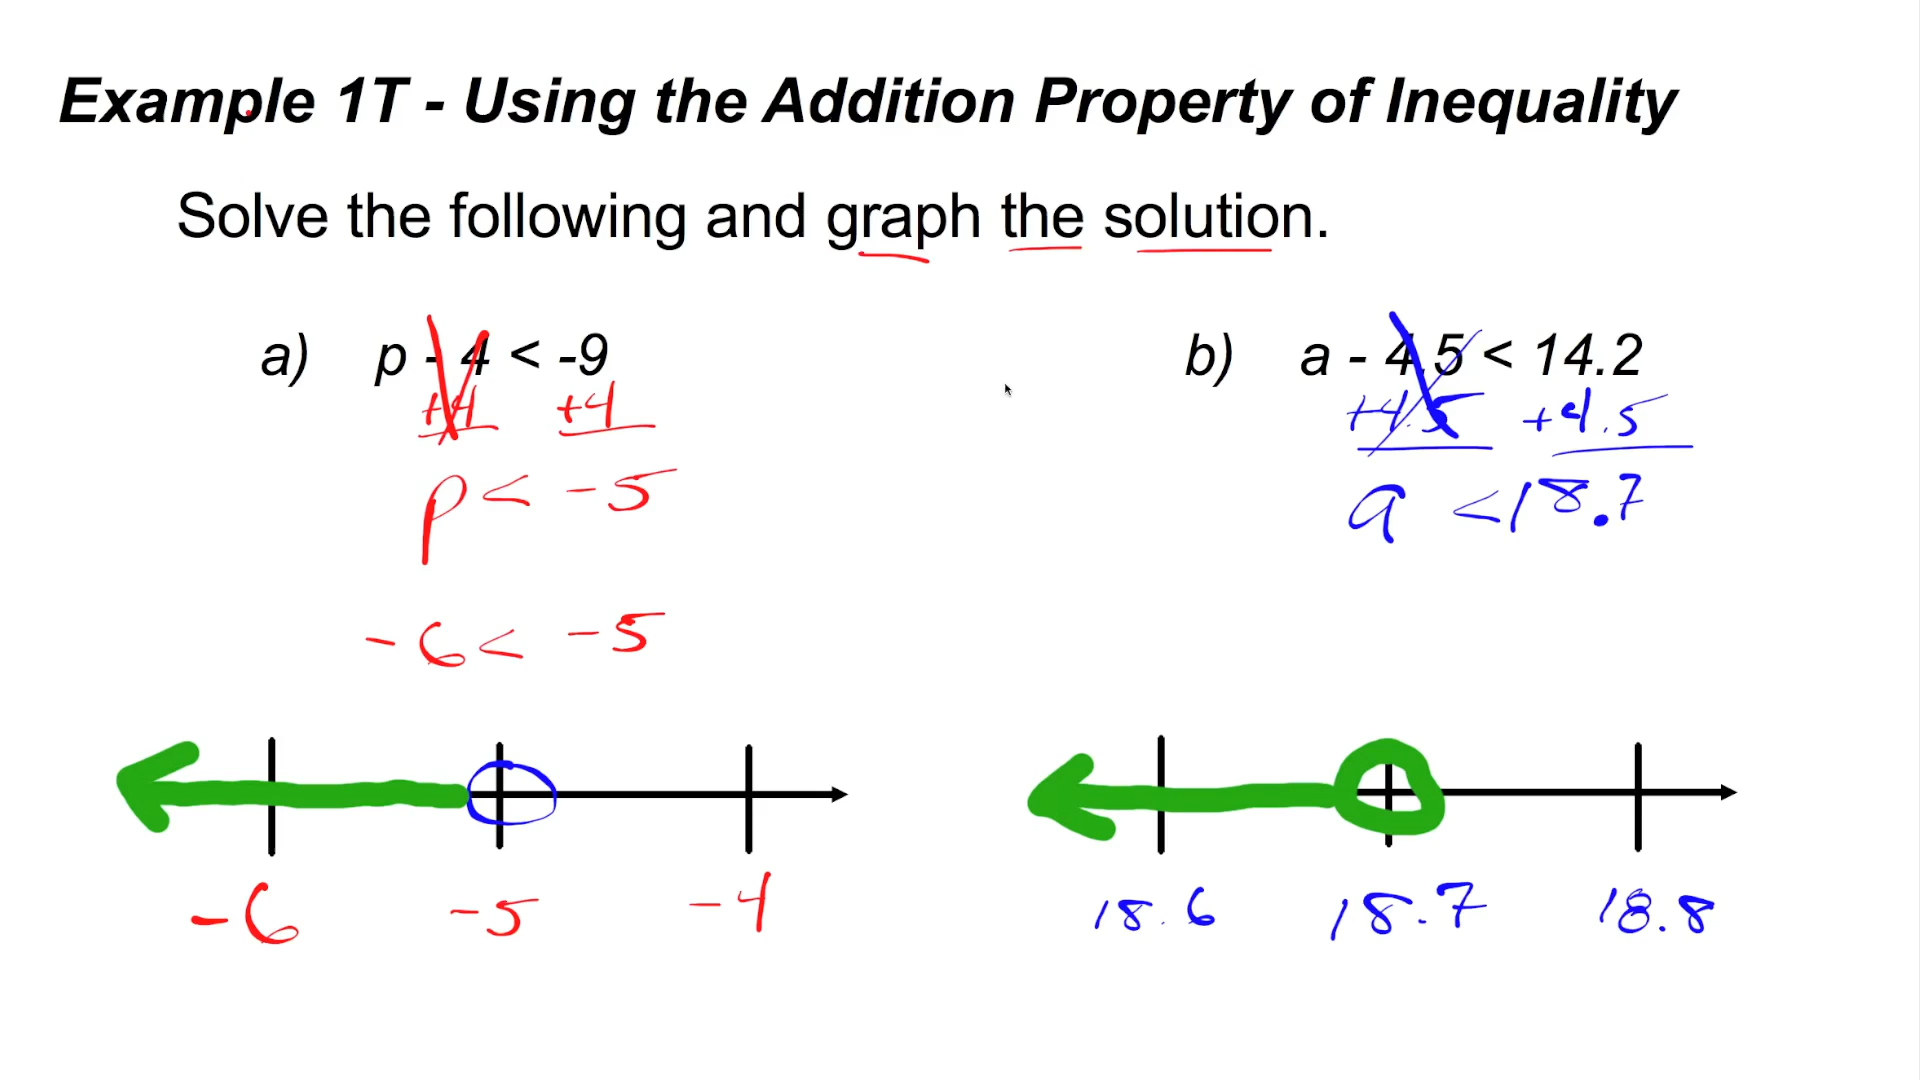 Example 1T - Using the Addition Property of Inequality
Solve the following and graph the solution.
a) p - 4 < -9
+4 +4
p < -5
-6 < -5
-6 -5 -4
b) a - 4.5 < 14.2
+4.5 +4.5
a < 18.7
18.6 18.7 18.8